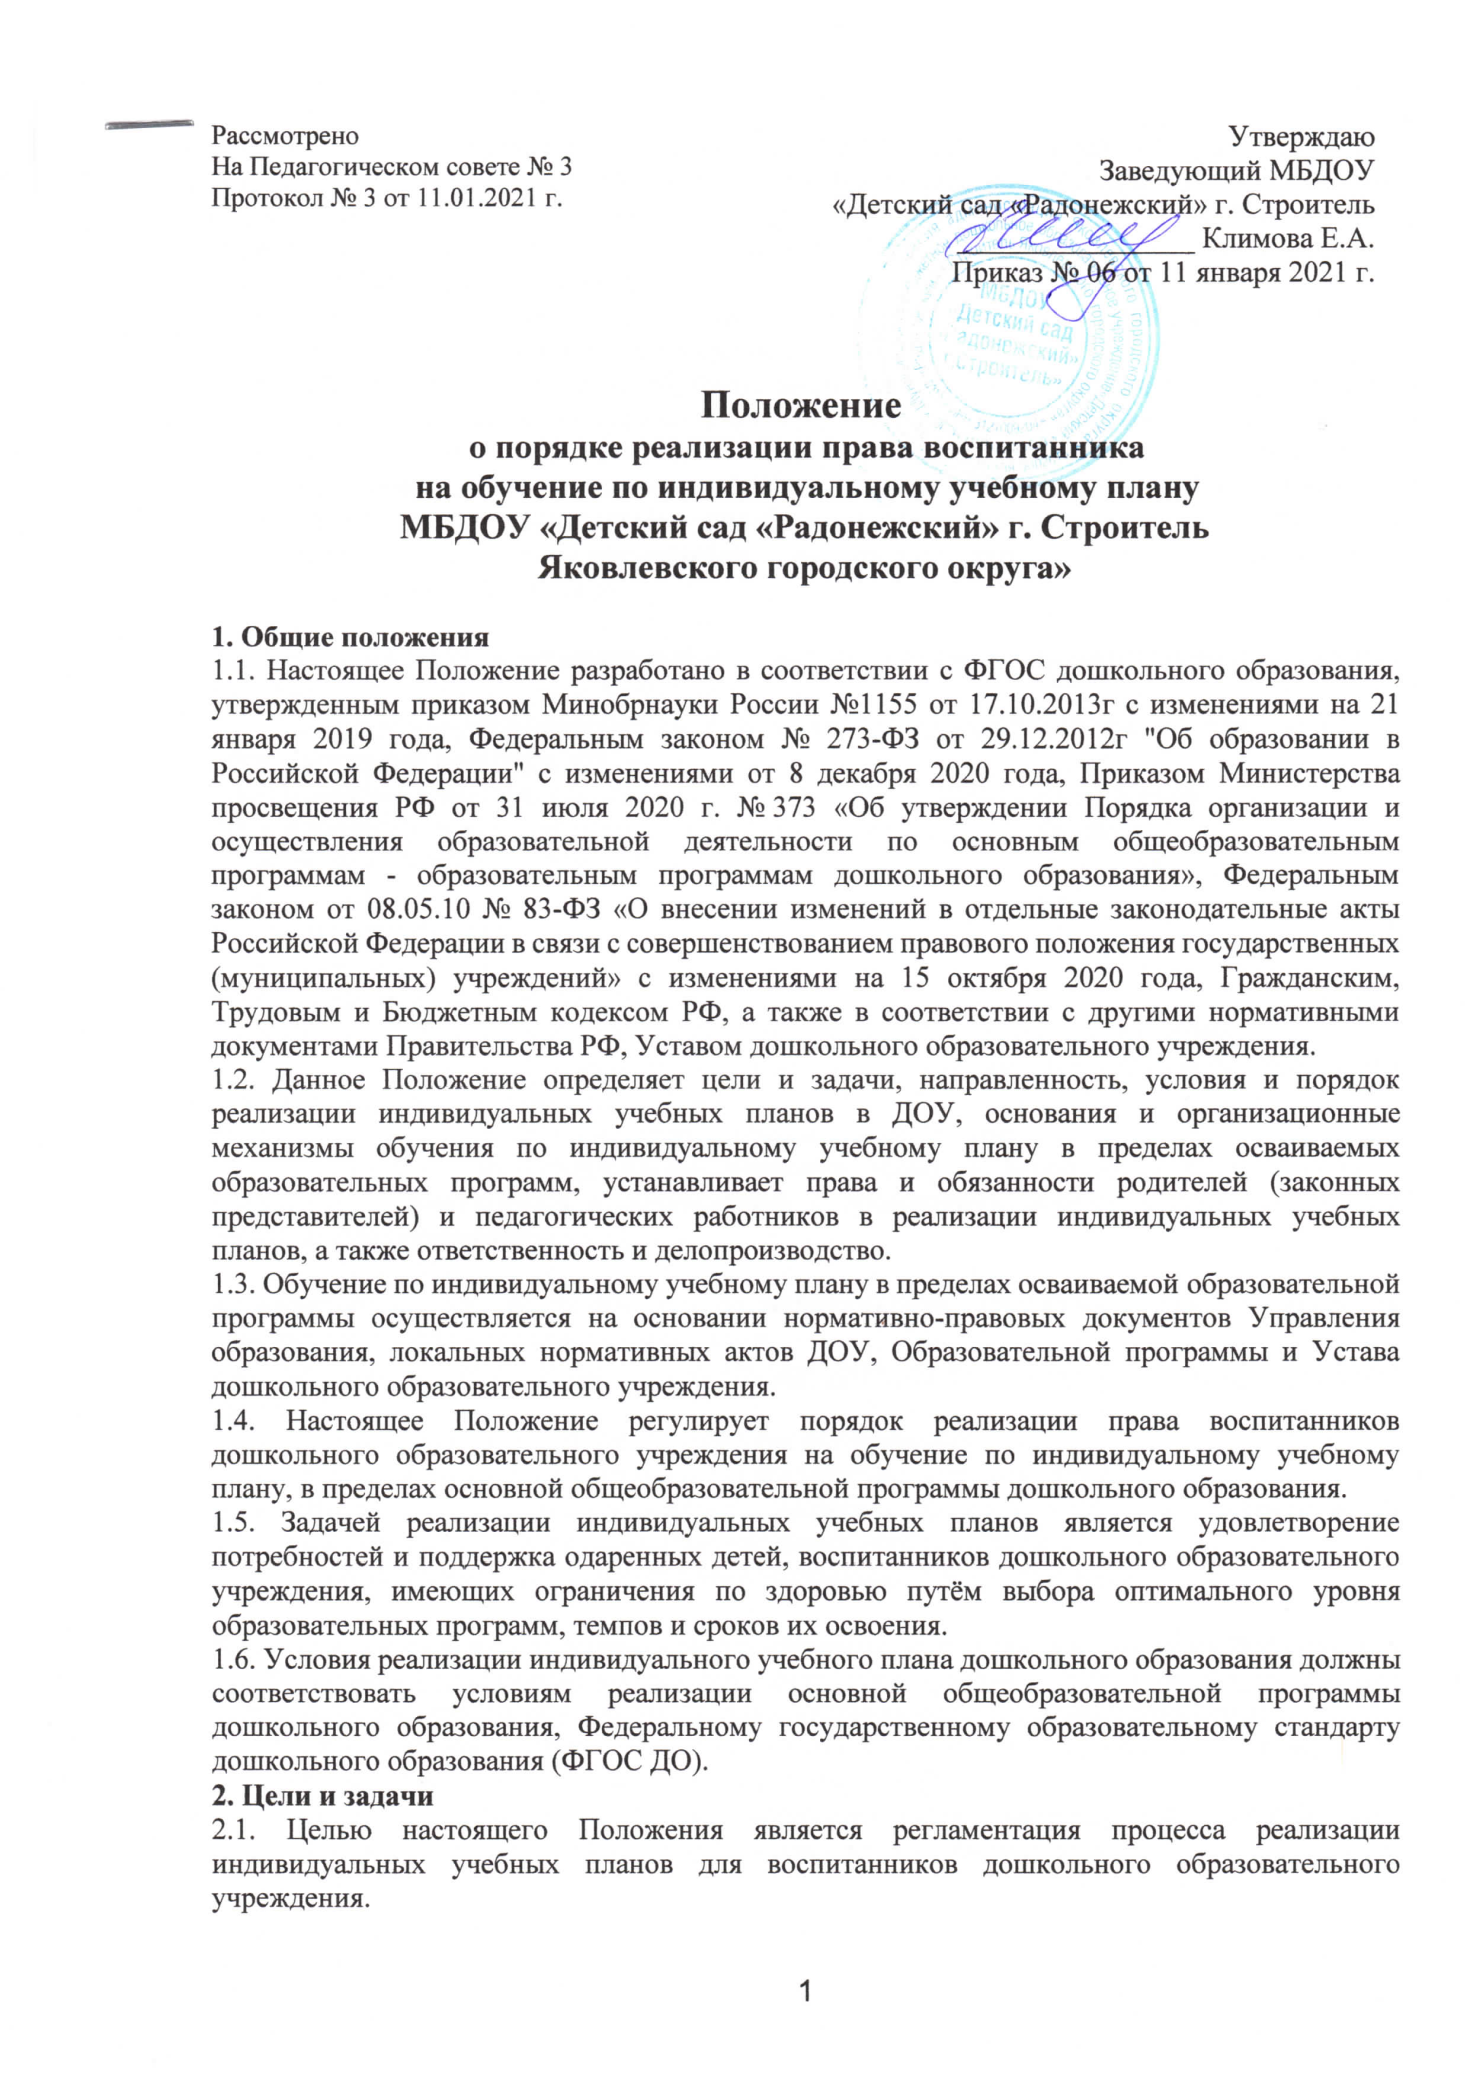 Рассмотрено
На Педагогическом совете № 3
Протокол № 3 от 11.01.2021 г.
Утверждаю
Заведующий МБДОУ
«Детский сад «Радонежский» г. Строитель
Климова Е.А.
Приказ № 06 от 11 января 2021 г.
МБДОУ
Детский сад
адонежский»
Строитель»
Положение
о порядке реализации права воспитанника
на обучение по индивидуальному учебному плану
МБДОУ «Детский сад «Радонежский» г. Строитель
Яковлевского городского округа»
1. Общие положения
1.1. Настоящее Положение разработано в соответствии с ФГОС дошкольного образования,
утвержденным приказом Минобрнауки России №1155 от 17.10.2013г с изменениями на 21
января 2019 года, Федеральным законом № 273-ФЗ от 29.12.2012г "Об образовании в
Российской Федерации" с изменениями от 8 декабря 2020 года, Приказом Министерства
просвещения РФ от 31 июля 2020 г. № 373 «Об утверждении Порядка организации и
осуществления образовательной деятельности по основным общеобразовательным
программам - образовательным программам дошкольного образования», Федеральным
законом от 08.05.10 № 83-ФЗ «О внесении изменений в отдельные законодательные акты
Российской Федерации в связи с совершенствованием правового положения государственных
(муниципальных) учреждений» с изменениями на 15 октября 2020 года, Гражданским,
Трудовым и Бюджетным кодексом РФ, а также в соответствии с другими нормативными
документами Правительства РФ, Уставом дошкольного образовательного учреждения.
1.2. Данное Положение определяет цели и задачи, направленность, условия и порядок
реализации индивидуальных учебных планов в ДОУ, основания и организационные
механизмы обучения по индивидуальному учебному плану в пределах осваиваемых
образовательных программ, устанавливает права и обязанности родителей (законных
представителей) и педагогических работников в реализации индивидуальных учебных
планов, а также ответственность и делопроизводство.
1.3. Обучение по индивидуальному учебному плану в пределах осваиваемой образовательной
программы осуществляется на основании нормативно-правовых документов Управления
образования, локальных нормативных актов ДОУ, Образовательной программы и Устава
дошкольного образовательного учреждения.
1.4. Настоящее Положение регулирует порядок реализации права воспитанников
дошкольного образовательного учреждения на обучение по индивидуальному учебному
плану, в пределах основной общеобразовательной программы дошкольного образования.
1.5. Задачей реализации индивидуальных учебных планов является удовлетворение
потребностей и поддержка одаренных детей, воспитанников дошкольного образовательного
учреждения, имеющих ограничения по здоровью путём выбора оптимального уровня
образовательных программ, темпов и сроков их освоения.
1.6. Условия реализации индивидуального учебного плана дошкольного образования должны
соответствовать условиям реализации основной общеобразовательной программы
дошкольного образования, Федеральному государственному образовательному стандарту
дошкольного образования (ФГОС ДО).
2. Цели и задачи
2.1. Целью настоящего Положения является регламентация процесса реализации
индивидуальных учебных планов для воспитанников дошкольного образовательного
учреждения.
1